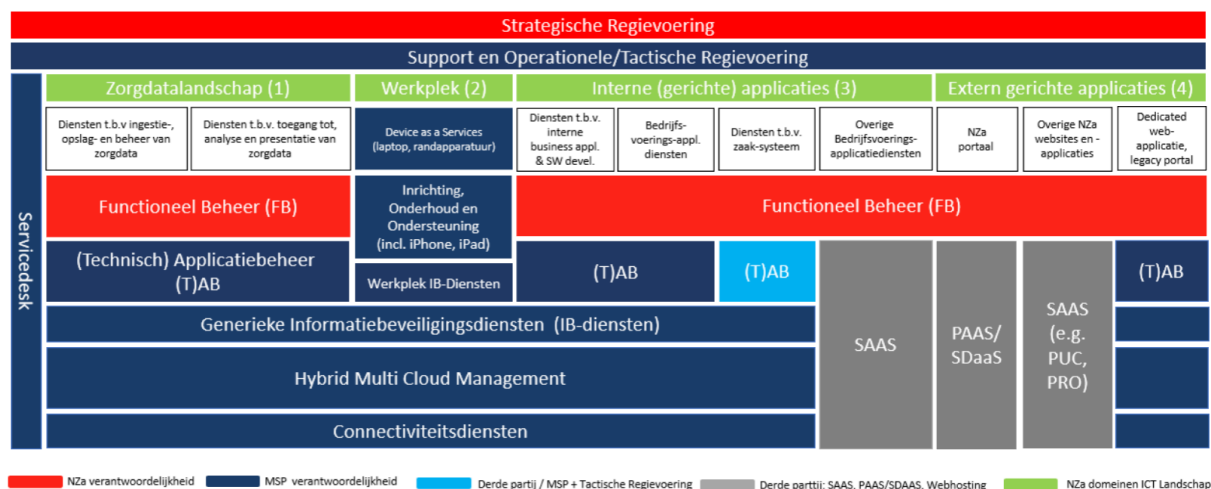 Strategische Regievoering
Support en Operationele/Tactische Regievoering
Servicedesk
Zorgdatalandschap (1)
Werkplek (2)
Interne (gerichte) applicaties (3)
Extern gerichte applicaties (4)
Diensten t.b.v ingestie-,
opslag- en beheer van
zorgdata
Diensten t.b.v. toegang tot,
analyse en presentatie van
zorgdata
Device as a Services
(laptop, randapparatuur)
Diensten t.b.v.
interne
business appl.
& SW devel.
Bedrijfs-
voerings-appl.
diensten
Diensten t.b.v.
zaak-systeem
Overige
Bedrijfsvoerings-
applicatiediensten
NZa
portaal
Overige NZa
websites en -
applicaties
Dedicated
web-
applicatie,
legacy portal
Functioneel Beheer (FB)
Inrichting,
Onderhoud en
Ondersteuning
(incl. iPhone, iPad)
Functioneel Beheer (FB)
(Technisch) Applicatiebeheer
(T)AB
Werkplek IB-Diensten
(T)AB
(T)AB
SAAS
PAAS/
SDaaS
SAAS
(e.g.
PUC,
PRO)
(T)AB
Generieke Informatiebeveiligingsdiensten (IB-diensten)
Hybrid Multi Cloud Management
Connectiviteitsdiensten
NZa verantwoordelijkheid
MSP verantwoordelijkheid
Derde partij / MSP + Tactische Regievoering
Derde parttij: SAAS, PAAS/SDAAS, Webhosting
NZa domeinen ICT Landschap